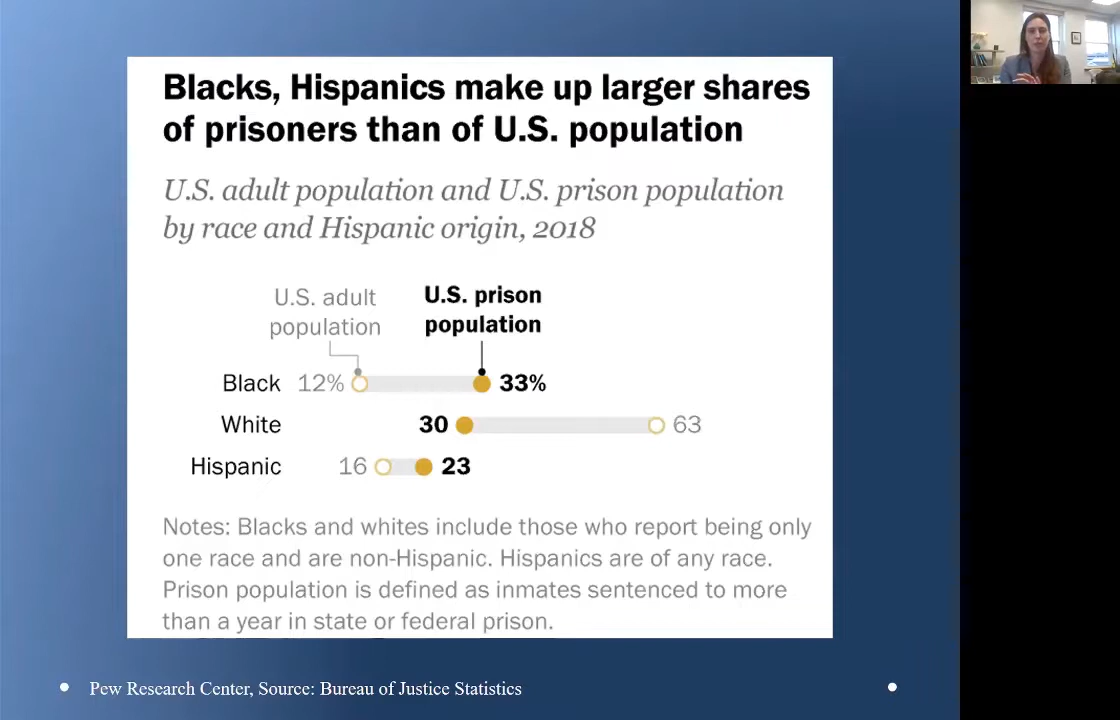 Blacks, Hispanics make up larger shares
of prisoners than of U.S. population
U.S. adult population and U.S. prison population
by race and Hispanic origin, 2018
U.S. adult
population
U.S. prison
population
Black 12% 33%
White 30 63
Hispanic 16 23
Notes: Blacks and whites include those who report being only
one race and are non-Hispanic. Hispanics are of any race.
Prison population is defined as inmates sentenced to more
than a year in state or federal prison.
• Pew Research Center, Source: Bureau of Justice Statistics •